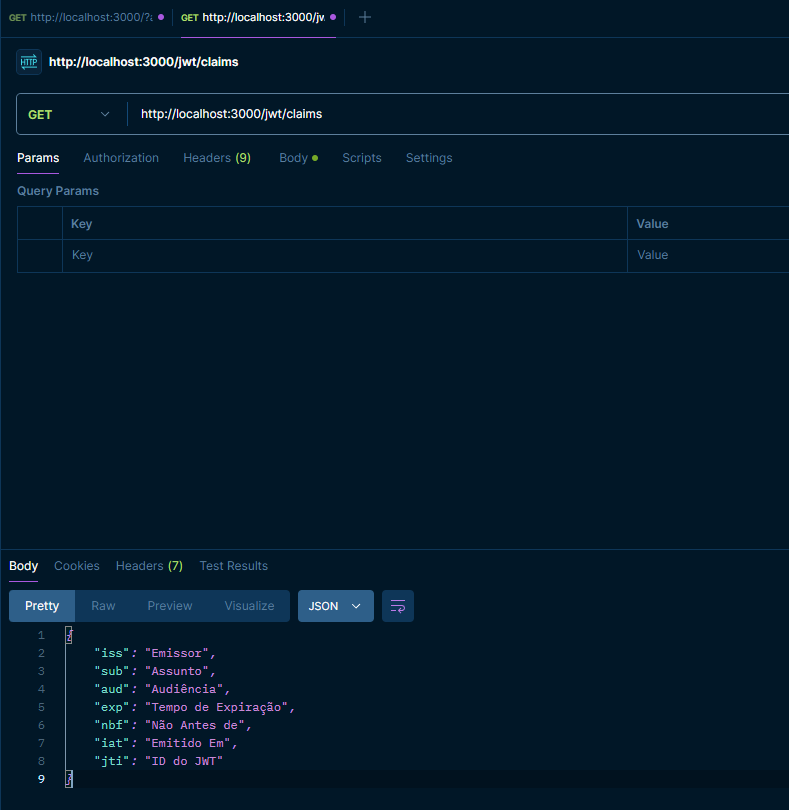 GET http://localhost:3000/?a
GET http://localhost:3000/jw
HTTP http://localhost:3000/jwt/claims
GET http://localhost:3000/jwt/claims
Params Authorization Headers (9) Body Scripts Settings
Query Params
Key Value
Key Value
Body Cookies Headers (7) Test Results
Pretty Raw Preview Visualize JSON
1 {
2 "iss": "Emissor",
3 "sub": "Assunto",
4 "aud": "Audiência",
5 "exp": "Tempo de Expiração",
6 "nbf": "Não Antes de",
7 "iat": "Emitido Em",
8 "jti": "ID do JWT"
9 }